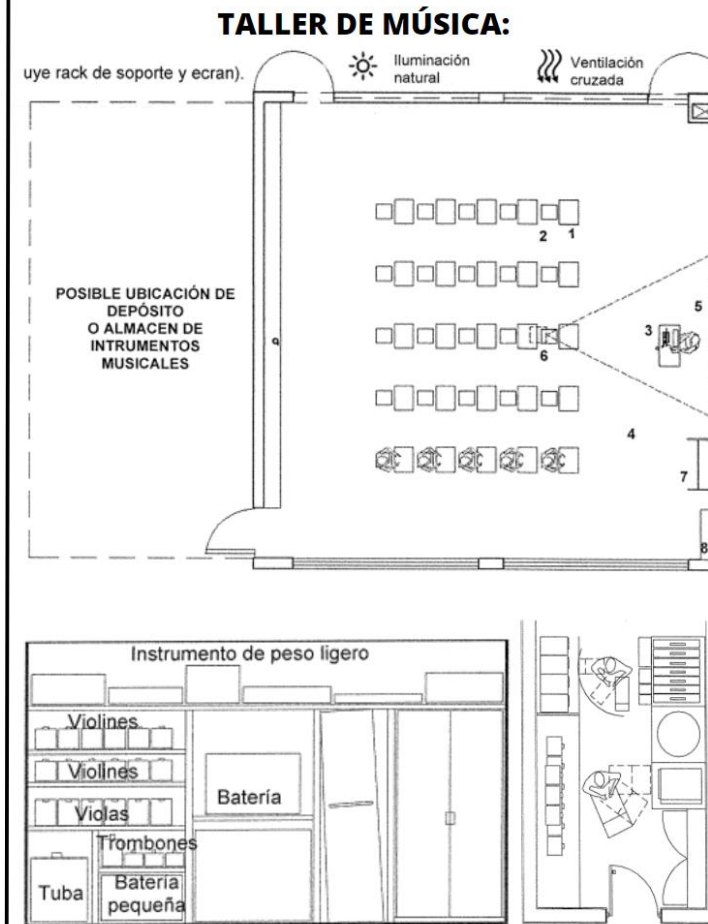 TALLER DE MÚSICA:
uye rack de soporte y ecran).
Iluminación
natural
Ventilación
cruzada
POSIBLE UBICACIÓN DE
DEPÓSITO
O ALMACEN DE
INTRUMENTOS
MUSICALES
2 1
5
3
6
4
7
8
Instrumento de peso ligero
Violines
Violines
Violas
Batería
Trombones
Tuba
Batería
pequeña